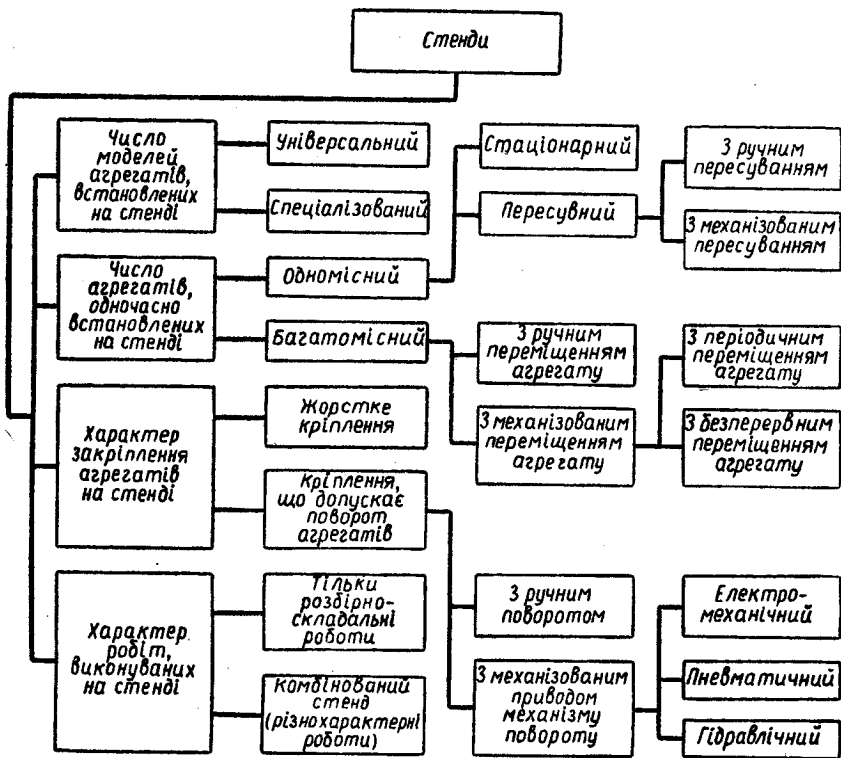 Стенди
Число
моделей
агрегатів,
встановлених
на стенді
Універсальний
Спеціалізований
Стаціонарний
Пересувний
З ручним
пересуванням
З механізованим
пересуванням
Число
агрегатів,
одночасно
встановлених
на стенді
Одномісний
Багатомісний
З ручним
переміщенням
агрегату
З механізованим
переміщенням
агрегату
З періодичним
переміщенням
агрегату
З безперервним
переміщенням
агрегату
Характер
закріплення
агрегатів
на стенді
Жорстке
кріплення
Кріплення,
що допускає
поворот
агрегатів
З ручним
поворотом
З механізованим
приводом
механізму
повороту
Електро-
механічний
Пневматичний
Гідравлічний
Характер
робіт,
виконуваних
на стенді
Тільки
розбірно-
складальні
роботи
Комбінований
стенд
(різнохарактерні
роботи)